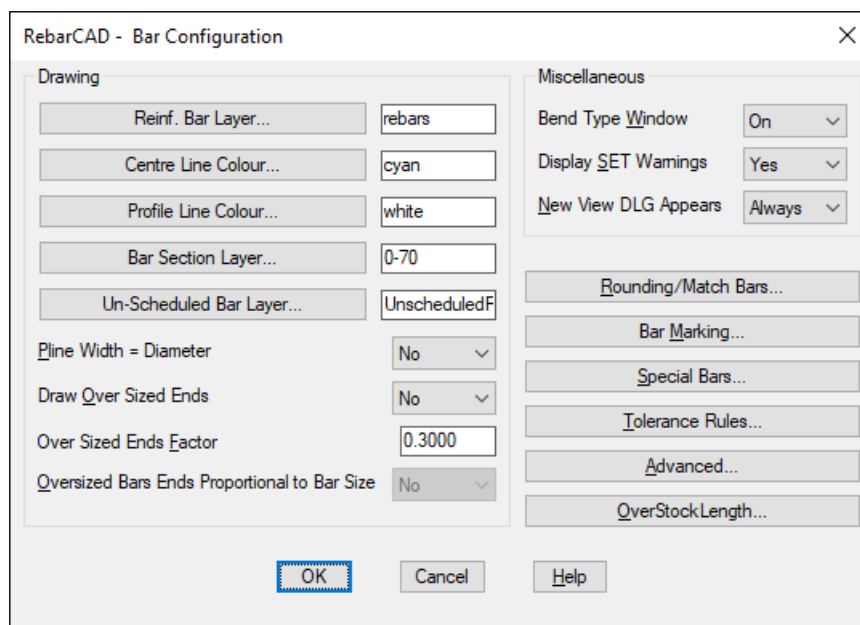 RebarCAD - Bar Configuration
Drawing
Reinf. Bar Layer... rebars
Centre Line Colour... cyan
Profile Line Colour... white
Bar Section Layer... 0-70
Un-Scheduled Bar Layer... UnscheduledF
Pline Width = Diameter No
Draw Over Sized Ends No
Over Sized Ends Factor 0.3000
Oversized Bars Ends Proportional to Bar Size No
Miscellaneous
Bend Type Window On
Display SET Warnings Yes
New View DLG Appears Always
Rounding/Match Bars...
Bar Marking...
Special Bars...
Tolerance Rules...
Advanced...
OverStockLength...
OK Cancel Help